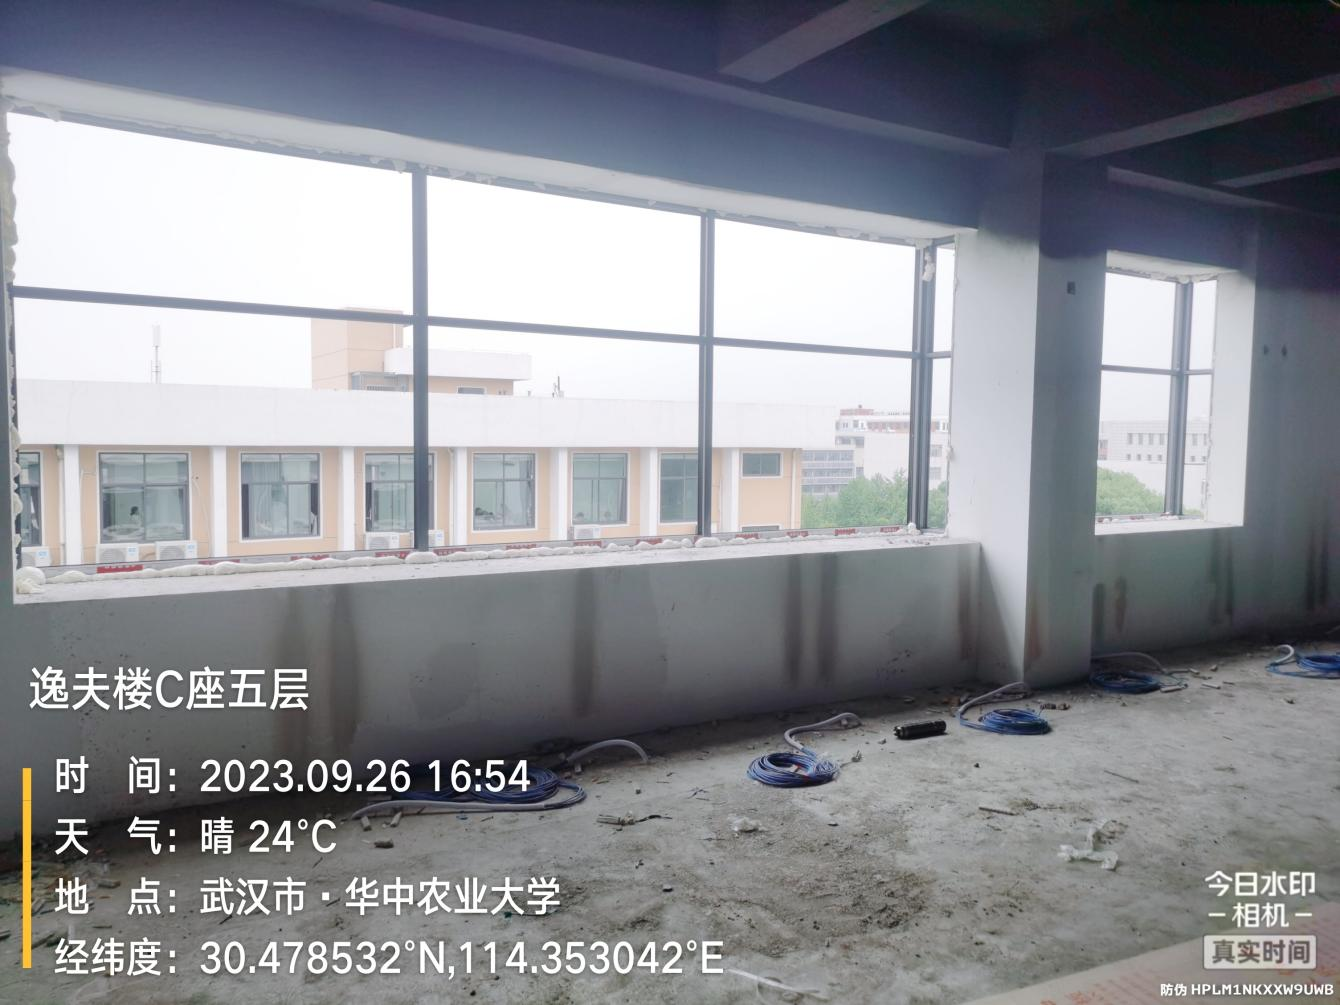 逸夫楼C座五层
时 间：2023.09.26 16:54
天 气：晴 24°C
地 点：武汉市·华中农业大学
经纬度：30.478532°N,114.353042°E
今日水印
相机
真实时间
防伪 HPLM1NKXXW9UWB